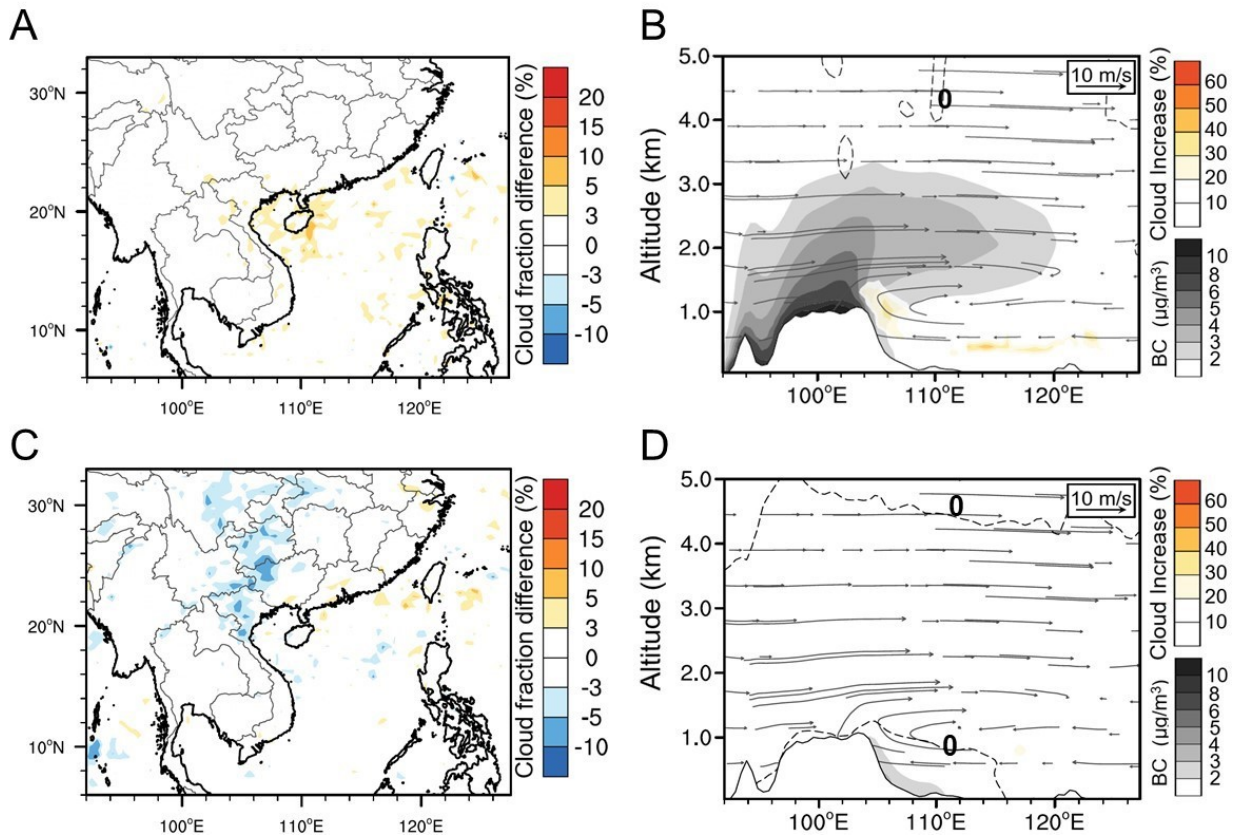 A
30°N
20°N
10°N
100°E
110°E
120°E
Cloud fraction difference (%)
20
15
10
5
3
0
-3
-5
-10
B
5.0
4.0
3.0
2.0
1.0
Altitude (km)
100°E
110°E
120°E
10 m/s
0
Cloud Increase (%)
60
50
40
30
20
10
BC (µg/m³)
10
8
6
5
4
3
2
C
30°N
20°N
10°N
100°E
110°E
120°E
Cloud fraction difference (%)
20
15
10
5
3
0
-3
-5
-10
D
5.0
4.0
3.0
2.0
1.0
Altitude (km)
100°E
110°E
120°E
10 m/s
0
0
Cloud Increase (%)
60
50
40
30
20
10
BC (µg/m³)
10
8
6
5
4
3
2